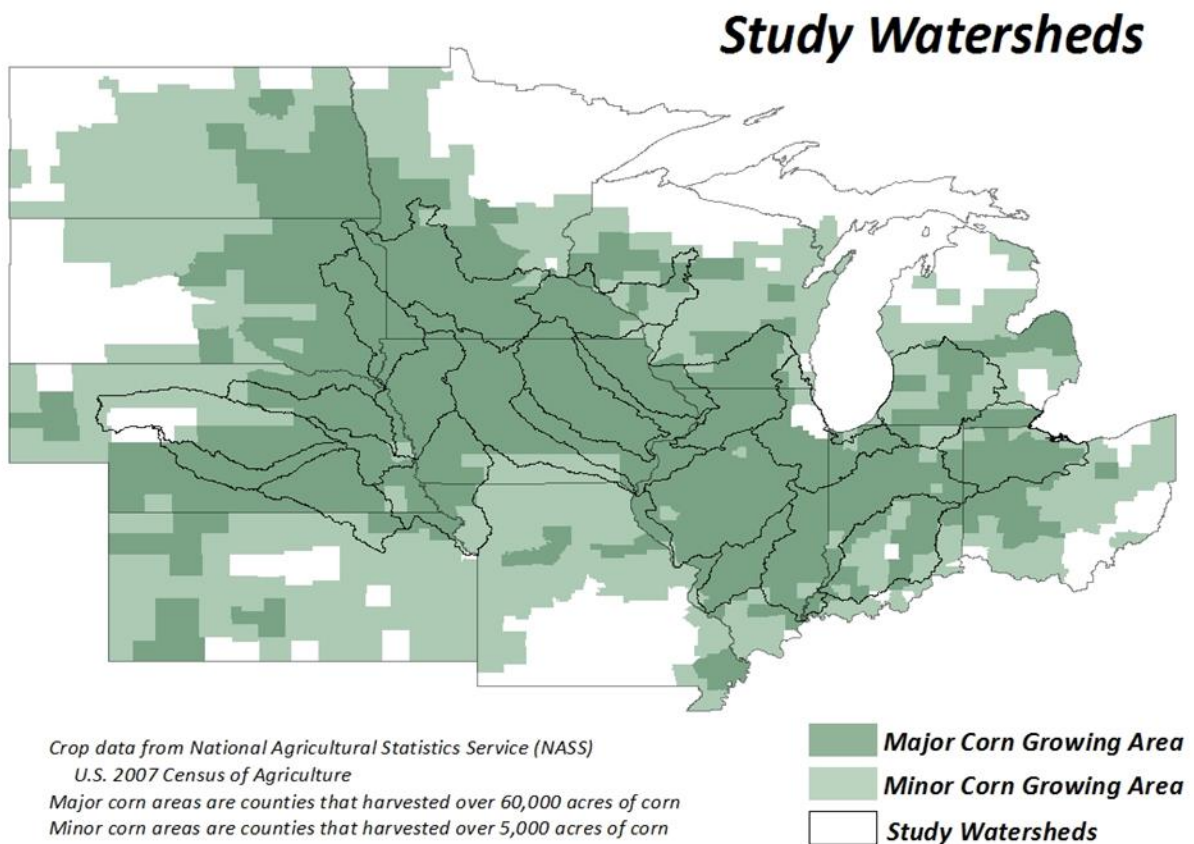 Study Watersheds
Crop data from National Agricultural Statistics Service (NASS)
U.S. 2007 Census of Agriculture
Major corn areas are counties that harvested over 60,000 acres of corn
Minor corn areas are counties that harvested over 5,000 acres of corn
Major Corn Growing Area
Minor Corn Growing Area
Study Watersheds